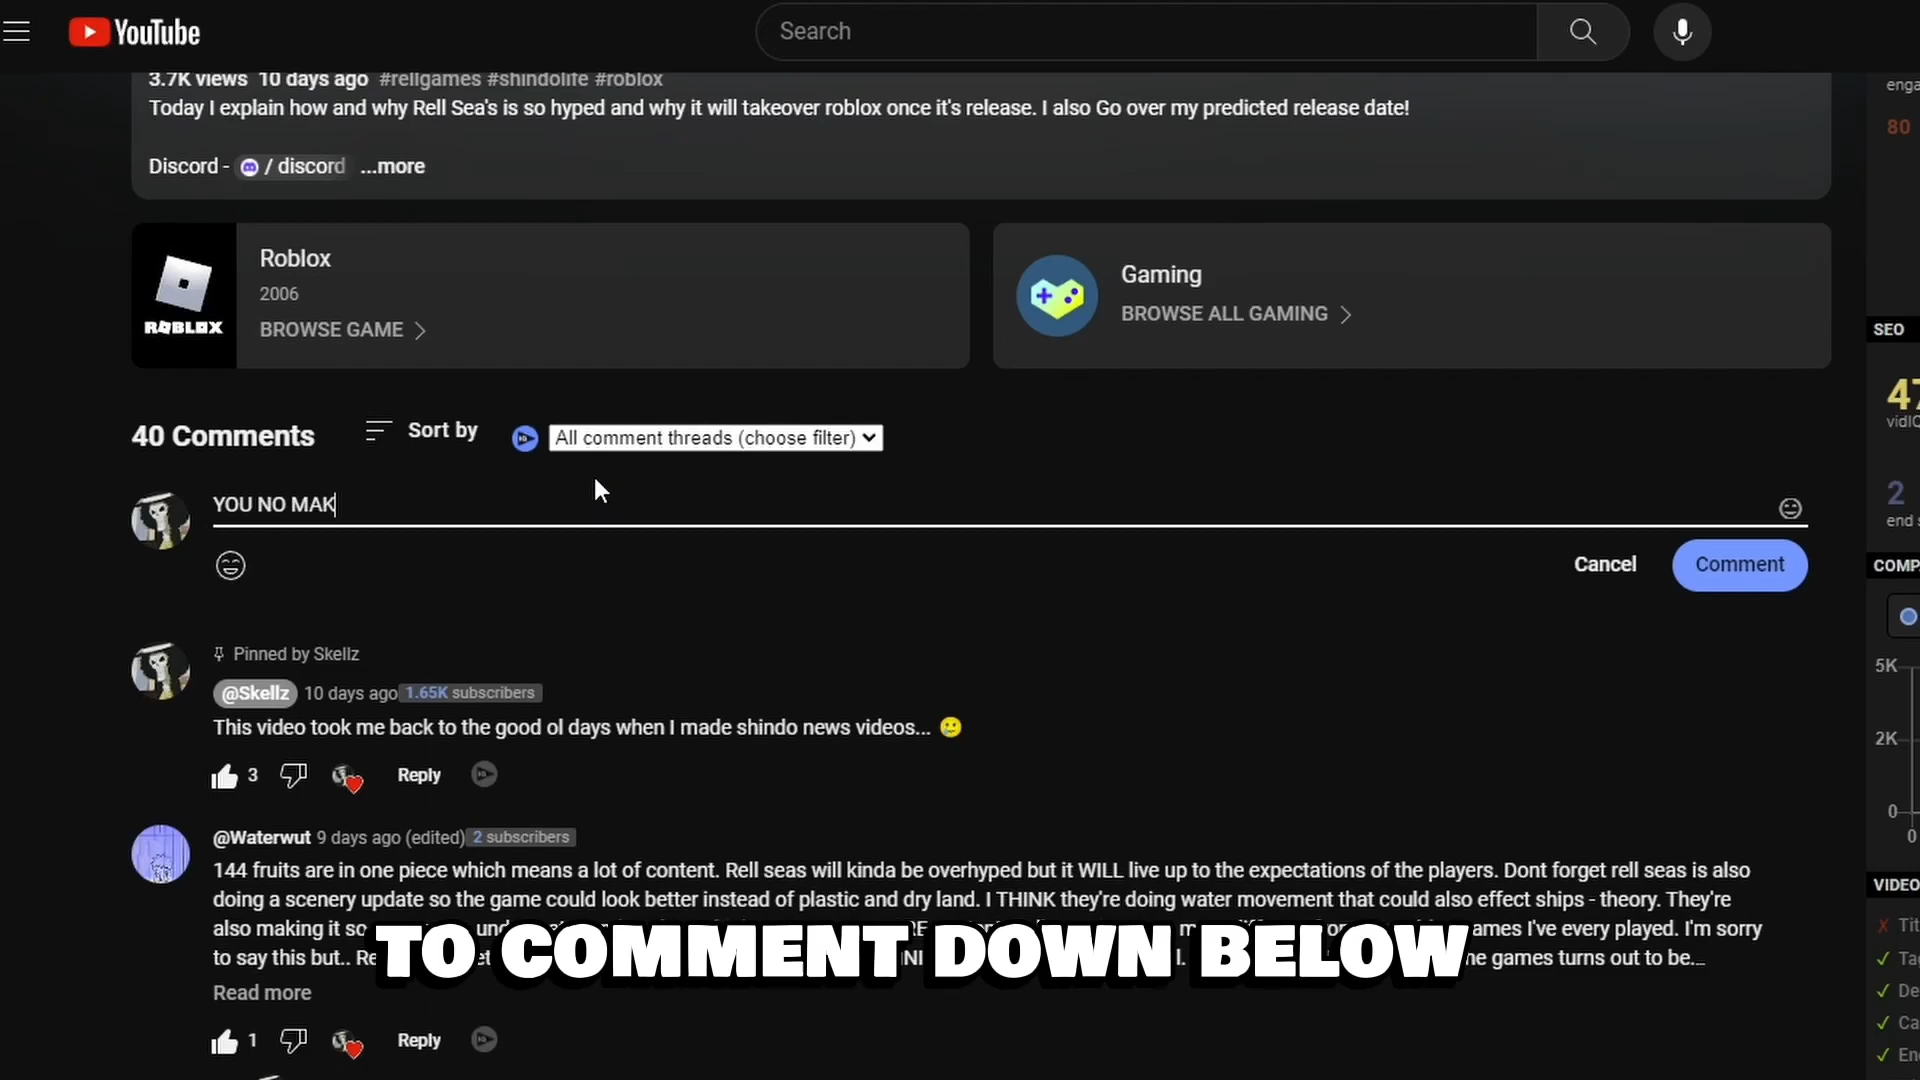 YouTube
Search
3.7K views 10 days ago #rellgames #shindolife #roblox
Today I explain how and why Rell Sea's is so hyped and why it will takeover roblox once it's release. I also Go over my predicted release date!
Discord - / discord ...more
enga
80
Roblox
2006
BROWSE GAME
ROBLOX
Gaming
BROWSE ALL GAMING
SEO
47
vidIQ
40 Comments
Sort by
All comment threads (choose filter)
YOU NO MAK
2
end s
Cancel
Comment
COMP
Pinned by Skellz
@Skellz 10 days ago 1.65K subscribers
This video took me back to the good ol days when I made shindo news videos... 🥲
3 Reply
5K
2K
0
0
@Waterwut 9 days ago (edited) 2 subscribers
144 fruits are in one piece which means a lot of content. Rell seas will kinda be overhyped but it WILL live up to the expectations of the players. Dont forget rell seas is also
doing a scenery update so the game could look better instead of plastic and dry land. I THINK they're doing water movement that could also effect ships - theory. They're
also making it so ames I've every played. I'm sorry
to say this but.. games turns out to be...
TO COMMENT DOWN BELOW
Read more
1 Reply
VIDEO
Tit
Ta
De
Ca
En